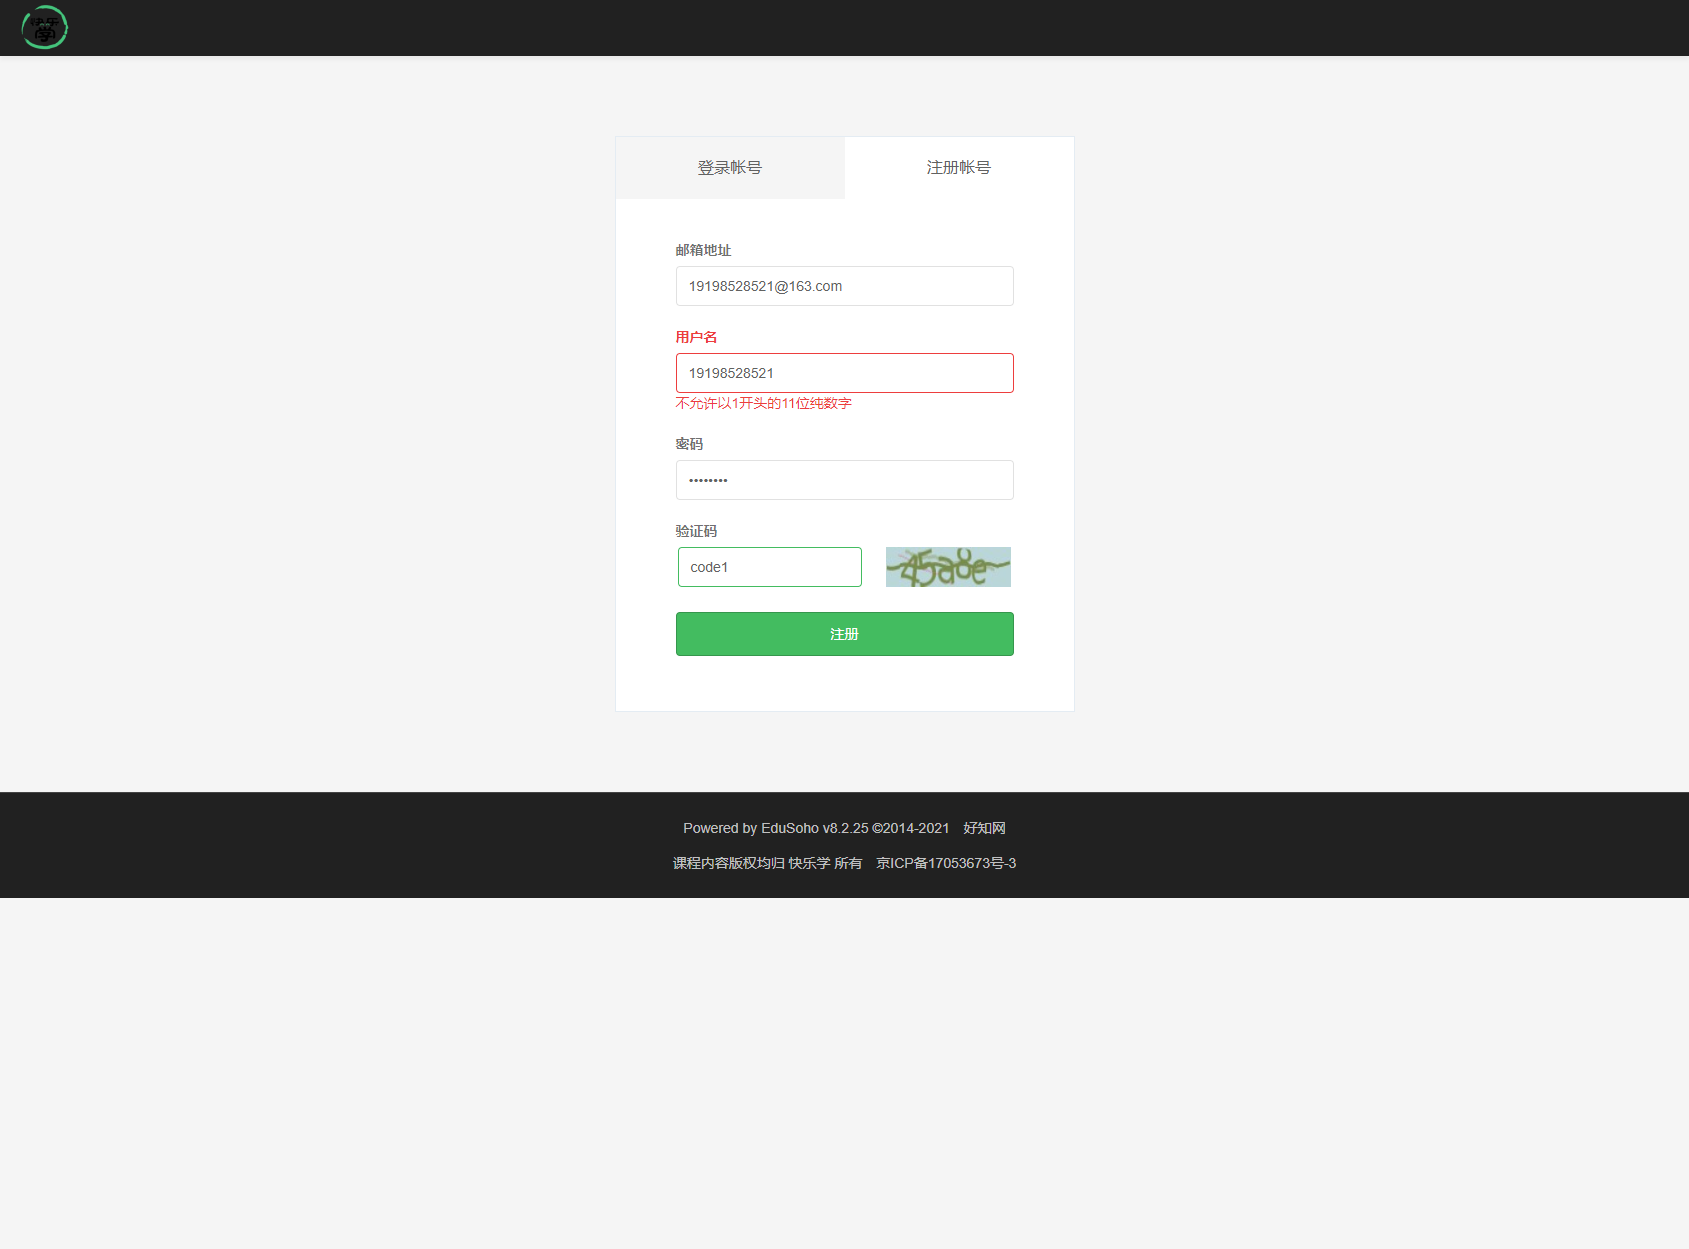 快乐
學
登录帐号
注册帐号
邮箱地址
19198528521@163.com
用户名
19198528521
不允许以1开头的11位纯数字
密码
••••••••
验证码
code1
45a8e
注册
Powered by EduSoho v8.2.25 ©2014-2021 好知网
课程内容版权均归 快乐学 所有 京ICP备17053673号-3